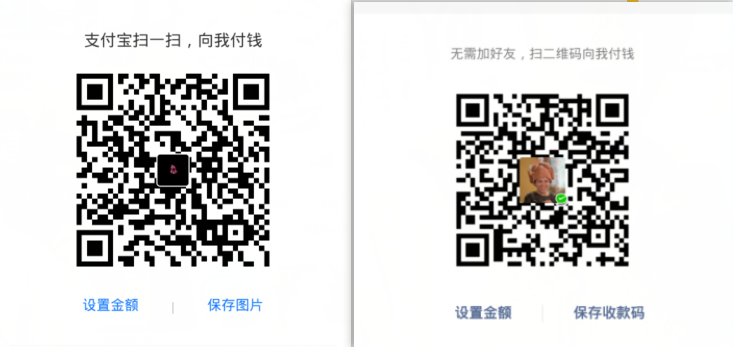 支付宝扫一扫，向我付钱
设置金额 | 保存图片
无需加好友，扫二维码向我付钱
设置金额 | 保存收款码